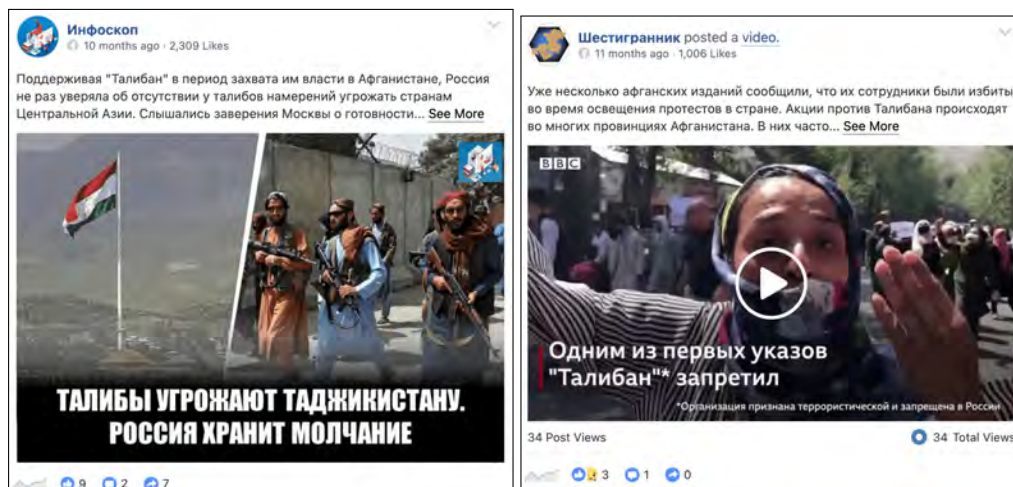 Инфоскоп
10 months ago · 2,309 Likes
Поддерживая "Талибан" в период захвата им власти в Афганистане, Россия
не раз уверяла об отсутствии у талибов намерений угрожать странам
Центральной Азии. Слышались заверения Москвы о готовности... See More
ТАЛИБЫ УГРОЖАЮТ ТАДЖИКИСТАНУ.
РОССИЯ ХРАНИТ МОЛЧАНИЕ
9 2 7
Шестигранник posted a video.
11 months ago · 1,006 Likes
Уже несколько афганских изданий сообщили, что их сотрудники были избиты
во время освещения протестов в стране. Акции против Талибана происходят
во многих провинциях Афганистана. В них часто... See More
BBC
Одним из первых указов
"Талибан"* запретил
*Организация признана террористической и запрещена в России
34 Post Views
34 Total Views
3 1 0